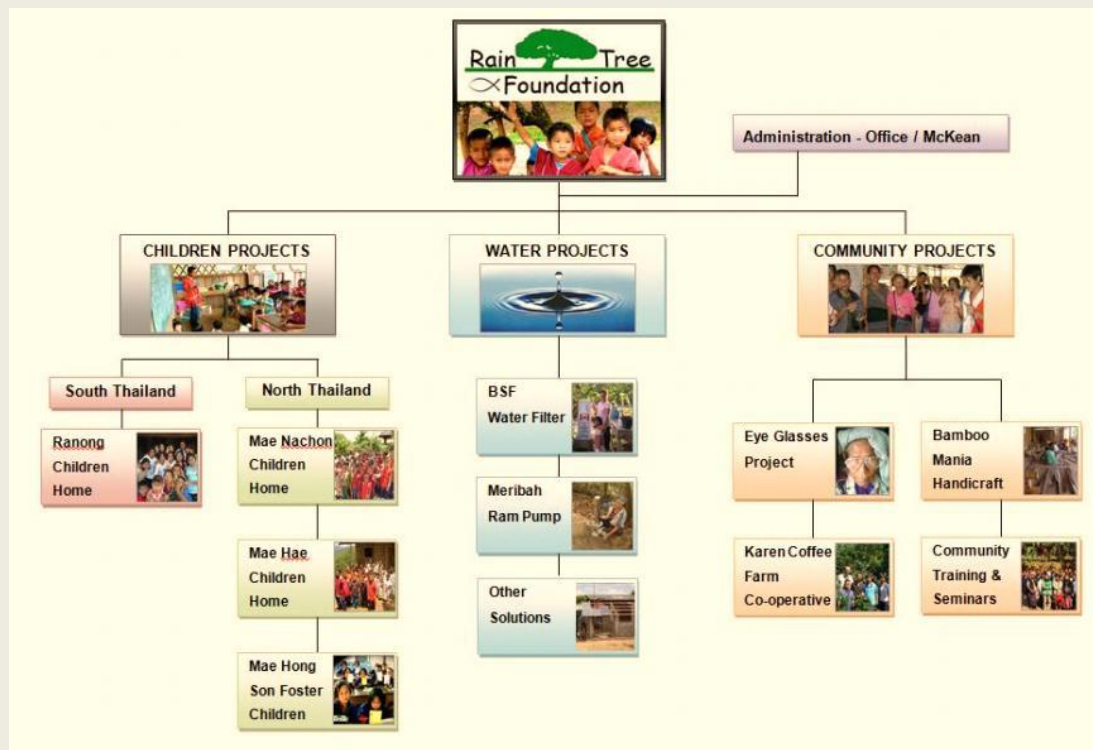 Rain Tree
Foundation
Administration - Office / McKean
CHILDREN PROJECTS
WATER PROJECTS
COMMUNITY PROJECTS
South Thailand
North Thailand
Ranong
Children
Home
Mae Nachon
Children
Home
Mae Hae
Children
Home
Mae Hong
Son Foster
Children
BSF
Water Filter
Meribah
Ram Pump
Other
Solutions
Eye Glasses
Project
Karen Coffee
Farm
Co-operative
Bamboo
Mania
Handicraft
Community
Training &
Seminars